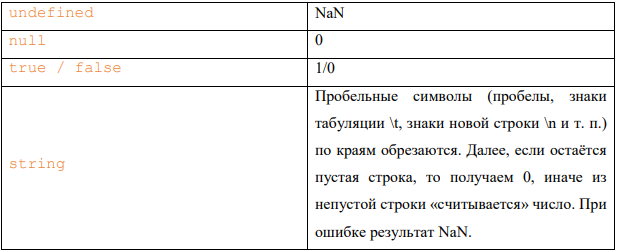 undefined NaN
null 0
true / false 1/0
string
Пробельные символы (пробелы, знаки
табуляции \t, знаки новой строки \n и т. п.)
по краям обрезаются. Далее, если остаётся
пустая строка, то получаем 0, иначе из
непустой строки «считывается» число. При
ошибке результат NaN.